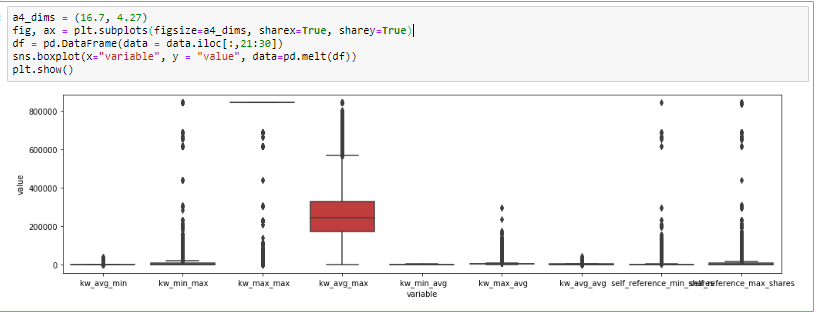 a4_dims = (16.7, 4.27)
fig, ax = plt.subplots(figsize=a4_dims, sharex=True, sharey=True)
df = pd.DataFrame(data = data.iloc[:,21:30])
sns.boxplot(x="variable", y = "value", data=pd.melt(df))
plt.show()
800000
600000
400000
200000
0
value
kw_avg_min kw_min_max kw_max_max kw_avg_max kw_min_avg kw_max_avg kw_avg_avg self_reference_min_shares self_reference_max_shares
variable